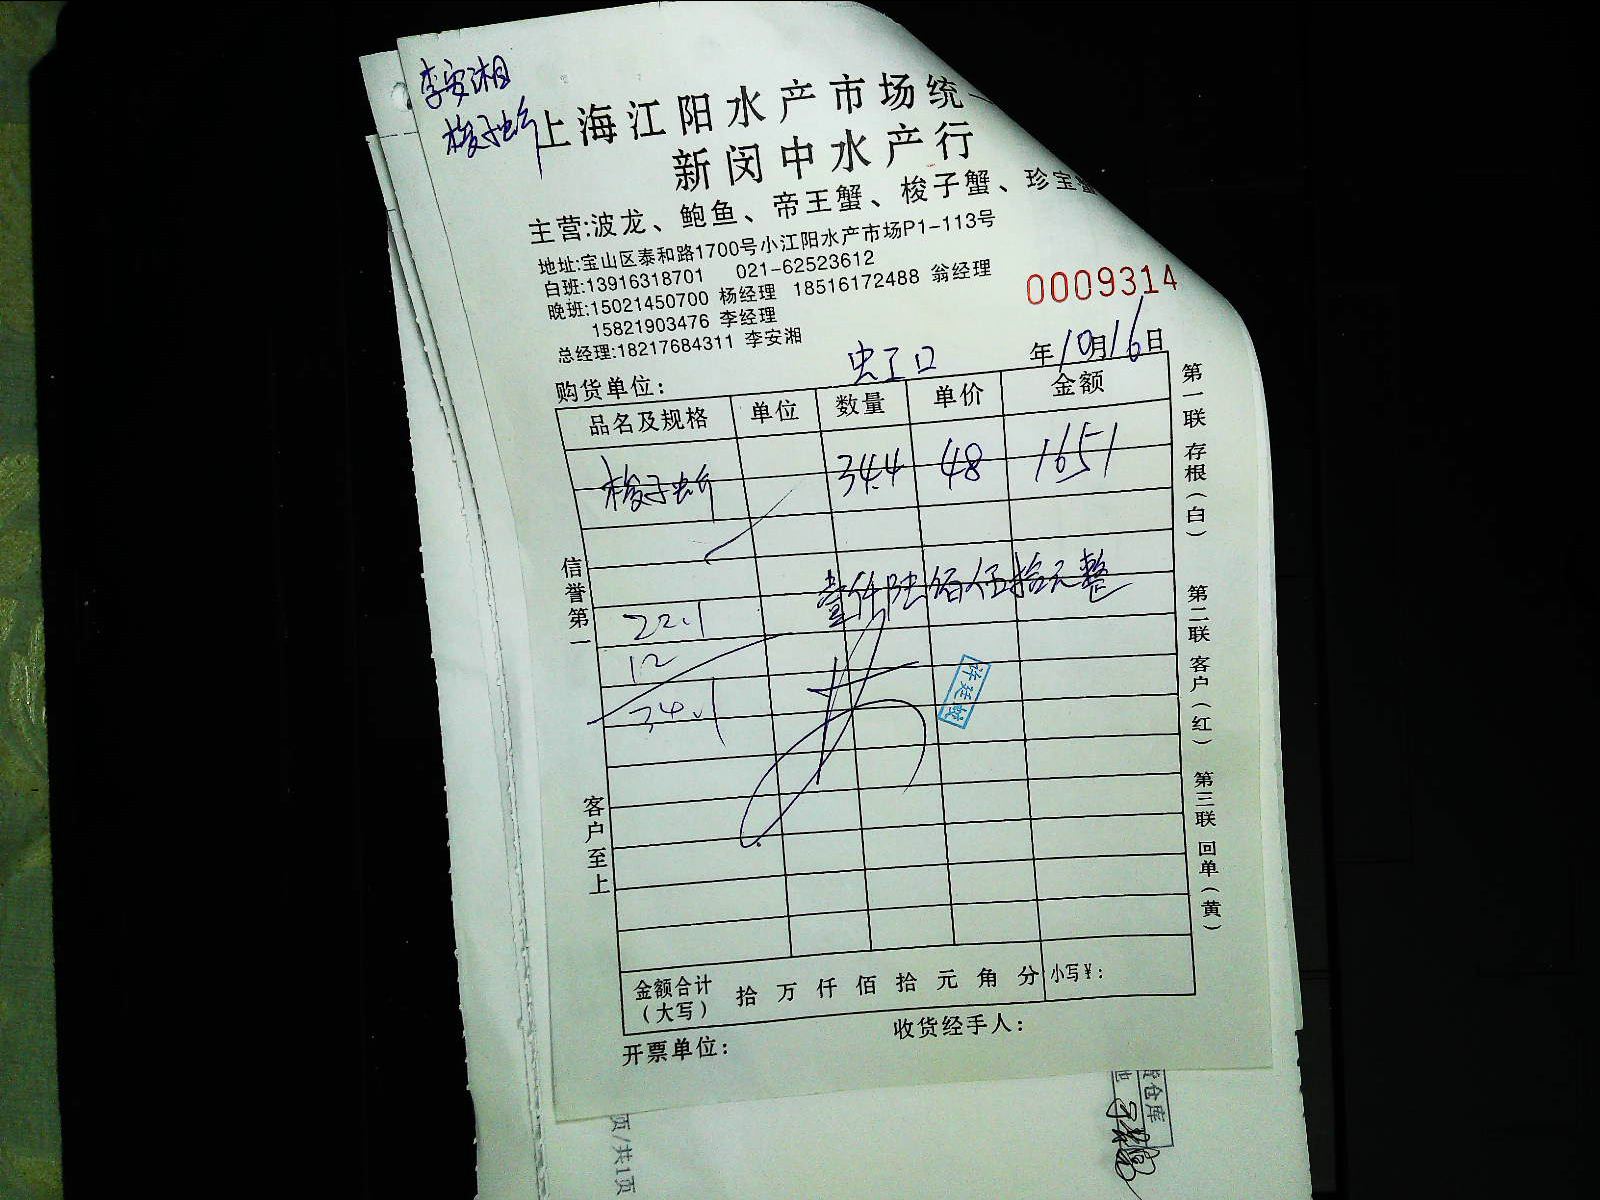 李安湘
梭子蟹
上海江阳水产市场统一
新闵中水产行
主营:波龙、鲍鱼、帝王蟹、梭子蟹、珍宝蟹
地址:宝山区泰和路1700号小江阳水产市场P1-113号
白班:13916318701 021-62523612
晚班:15021450700 杨经理 18516172488 翁经理
15821903476 李经理
总经理:18217684311 李安湘
0009314
购货单位: 虹口 年10月16日
品名及规格 单位 数量 单价 金额
梭子蟹 34.4 48 1651
壹仟陆佰伍拾元整
22.1
12
34.1
金额合计(大写) 拾 万 仟 佰 拾 元 角 分 小写¥:
开票单位: 收货经手人:
信誉第一
客户至上
第一联 存根(白)
第二联 客户(红)
第三联 回单(黄)
仓库
页/共1页